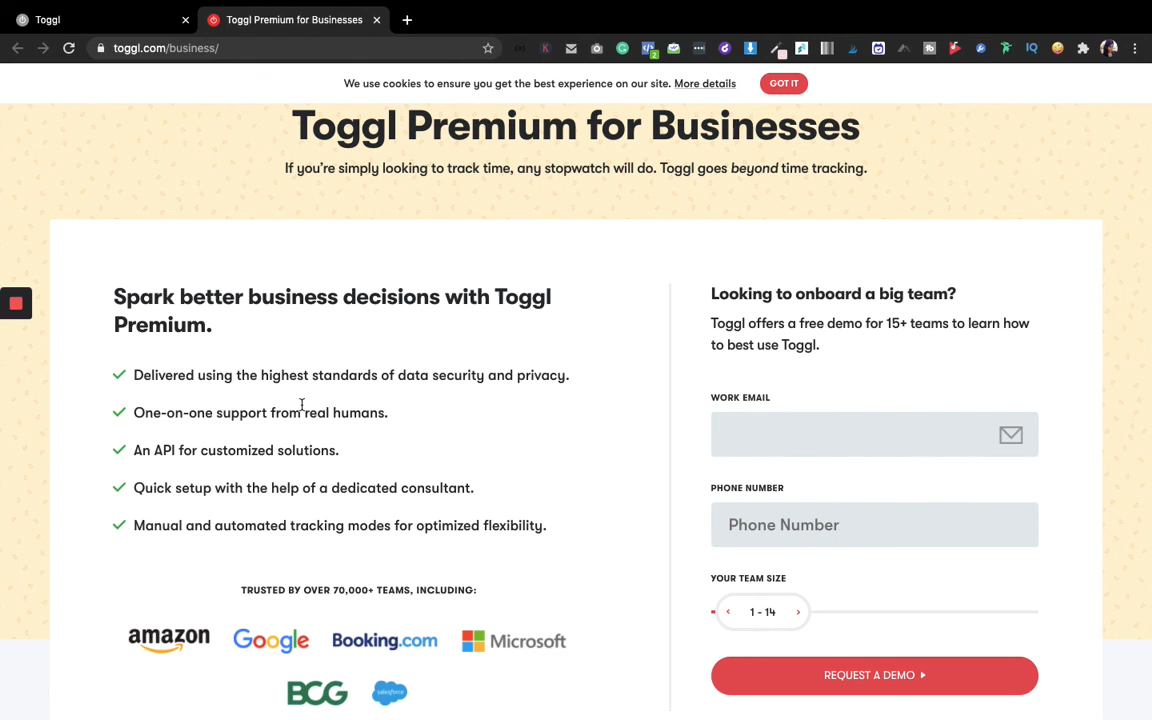 Toggl
Toggl Premium for Businesses
toggl.com/business/
We use cookies to ensure you get the best experience on our site. More details
GOT IT
Toggl Premium for Businesses
If you're simply looking to track time, any stopwatch will do. Toggl goes beyond time tracking.
Spark better business decisions with Toggl
Premium.
Delivered using the highest standards of data security and privacy.
One-on-one support from real humans.
An API for customized solutions.
Quick setup with the help of a dedicated consultant.
Manual and automated tracking modes for optimized flexibility.
TRUSTED BY OVER 70,000+ TEAMS, INCLUDING:
amazon
Google
Booking.com
Microsoft
BCG
salesforce
Looking to onboard a big team?
Toggl offers a free demo for 15+ teams to learn how
to best use Toggl.
WORK EMAIL
PHONE NUMBER
Phone Number
YOUR TEAM SIZE
1 - 14
REQUEST A DEMO